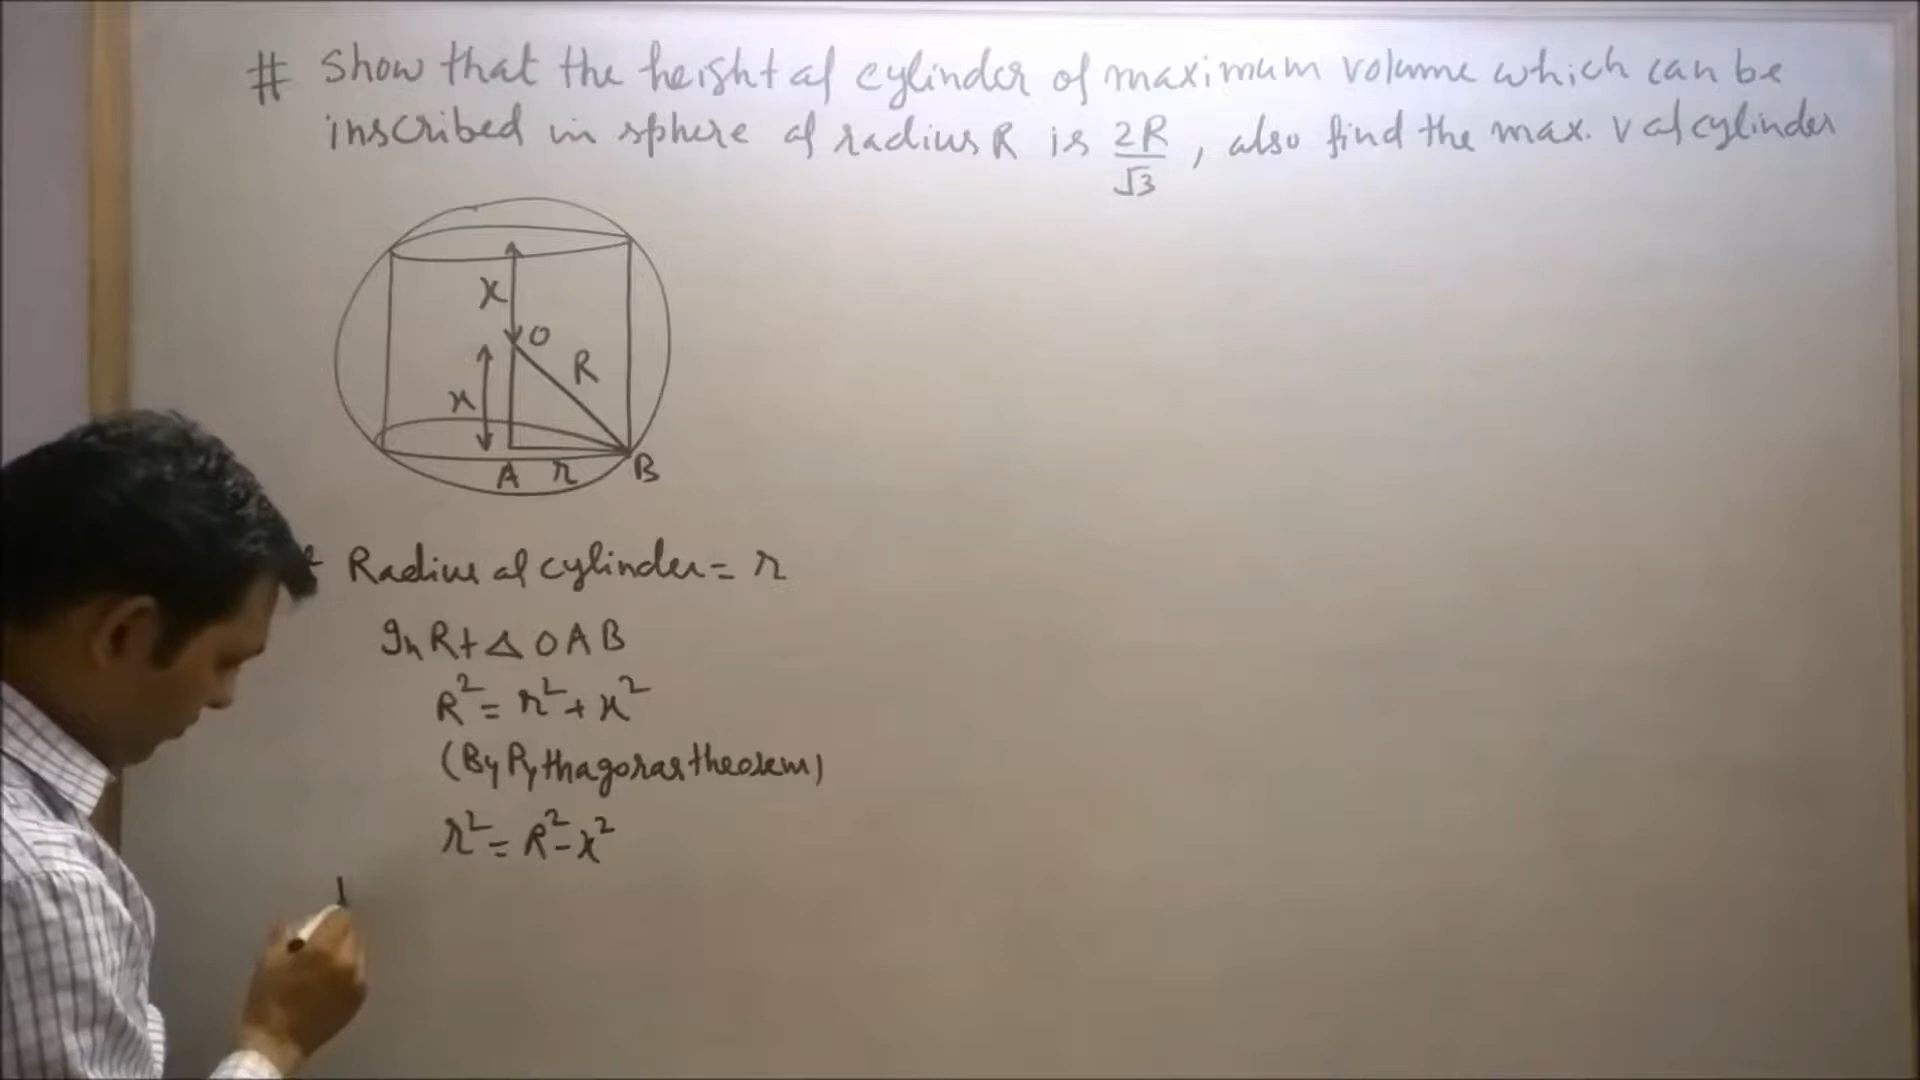 # Show that the height of cylinder of maximum volume which can be
inscribed in sphere of radius R is 2R/√3, also find the max. V of cylinder
x
O
R
x
A r B
Radius of cylinder = r
In Rt △ OAB
R² = r² + x²
(By Pythagoras theorem)
r² = R² - x²